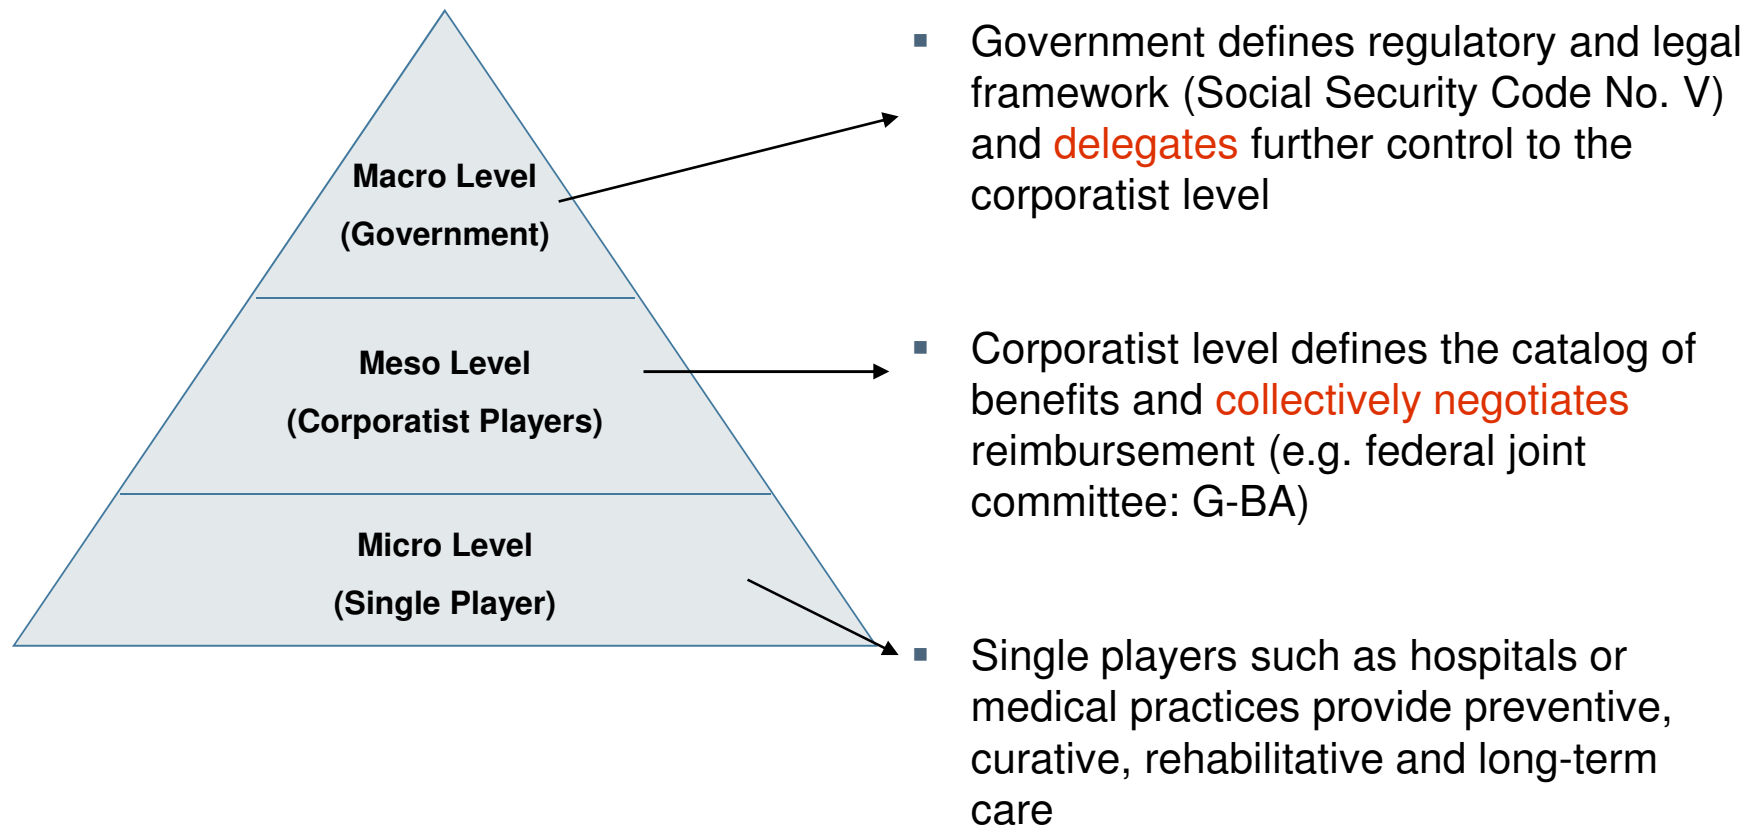 Macro Level
(Government)
Meso Level
(Corporatist Players)
Micro Level
(Single Player)
▪ Government defines regulatory and legal
framework (Social Security Code No. V)
and delegates further control to the
corporatist level
▪ Corporatist level defines the catalog of
benefits and collectively negotiates
reimbursement (e.g. federal joint
committee: G-BA)
▪ Single players such as hospitals or
medical practices provide preventive,
curative, rehabilitative and long-term
care